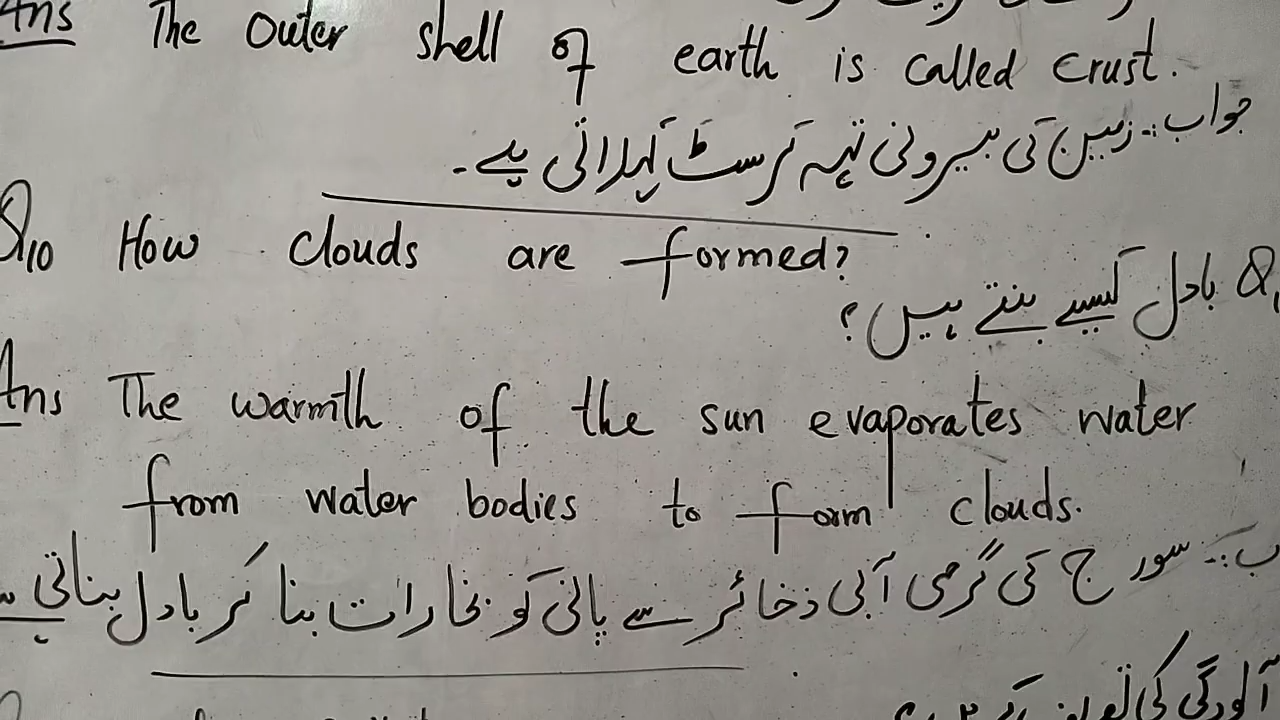 Ans The outer shell of earth is called crust.
جواب:۔ زمین کی بیرونی تہہ کرسٹ کہلاتی ہے۔
Q10 How clouds are formed?
Q بادل کیسے بنتے ہیں؟
Ans The warmth of the sun evaporates water
from water bodies to form clouds.
ب:۔ سورج کی گرمی آبی ذخائر سے پانی کو بخارات بنا کر بادل بناتی
آلودگی کی